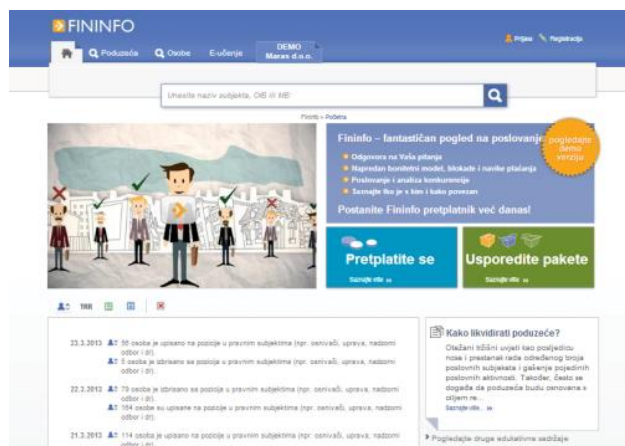 FININFO
Prijava Registracija
Poduzeća Osobe E-učenje DEMO
Maras d.o.o.
Unesite naziv subjekta, OIB ili MB
Fininfo » Početna
Fininfo – fantastičan pogled na poslovanje
pogledajte
demo
verziju
Odgovora na Vaša pitanja
Napredan bonitetni model, blokade i navike plaćanja
Poslovanje i analiza konkurencije
Saznajte tko je s kim i kako povezan
Postanite Fininfo pretplatnik već danas!
Pretplatite se
Saznajte više »
Usporedite pakete
Saznajte više »
23.3.2013 98 osoba je upisano na pozicije u pravnim subjektima (npr. osnivači, uprava, nadzorni
odbor i dr).
5 osoba je izbrisano sa pozicija u pravnim subjektima (npr. osnivači, uprava, nadzorni
odbor i dr).
22.3.2013 79 osoba je izbrisano sa pozicija u pravnim subjektima (npr. osnivači, uprava, nadzorni
odbor i dr).
164 osobe su upisane na pozicije u pravnim subjektima (npr. osnivači, uprava, nadzorni
odbor i dr).
21.3.2013 114 osoba je upisano na pozicije u pravnim subjektima (npr. osnivači, uprava, nadzorni
odbor i dr).
Kako likvidirati poduzeće?
Otežani tržišni uvjeti kao posljedicu
nose i prestanak rada određenog broja
poslovnih subjekata i gašenje pojedinih
poslovnih aktivnosti. Također, često se
događa da poduzeća budu osnovana s
ciljem re...
Saznajte više... »
Pogledajte druge edukativne sadržaje